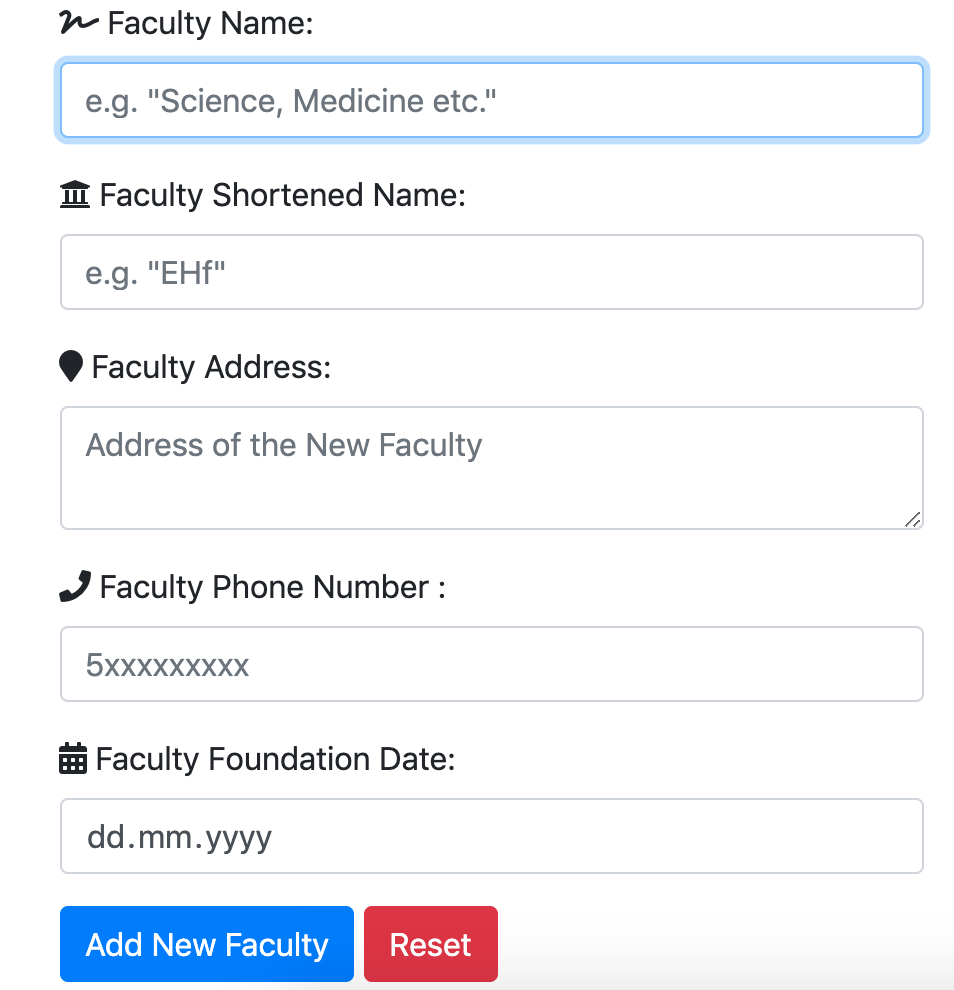 Faculty Name:
e.g. "Science, Medicine etc."
Faculty Shortened Name:
e.g. "EHf"
Faculty Address:
Address of the New Faculty
Faculty Phone Number :
5xxxxxxxxx
Faculty Foundation Date:
dd.mm.yyyy
Add New Faculty Reset